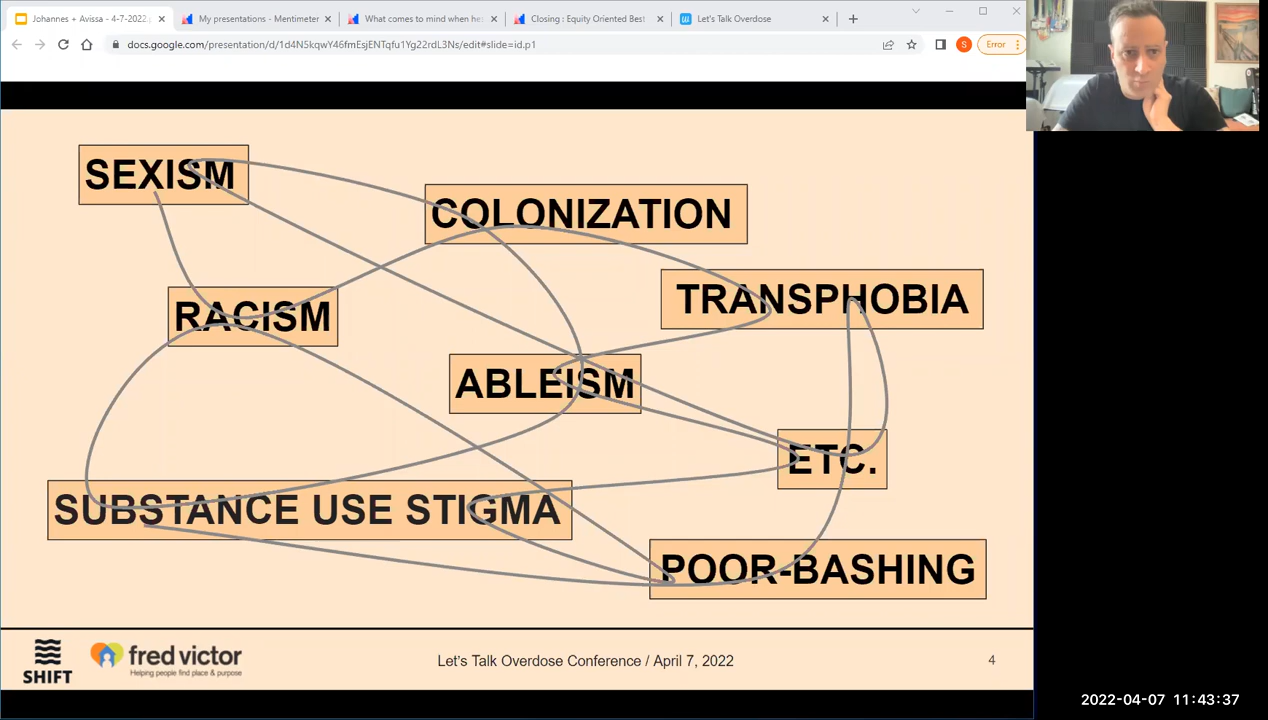 Johannes + Avissa - 4-7-2022
My presentations - Mentimeter
What comes to mind when he
Closing : Equity Oriented Best
Let's Talk Overdose
docs.google.com/presentation/d/1d4N5kqwY46fmEsjENTqfu1Yg22rdL3Ns/edit#slide=id.p1
S
Error
SEXISM
COLONIZATION
TRANSPHOBIA
RACISM
ABLEISM
ETC.
SUBSTANCE USE STIGMA
POOR-BASHING
SHIFT
fred victor
Helping people find place & purpose
Let's Talk Overdose Conference / April 7, 2022
4
2022-04-07 11:43:37